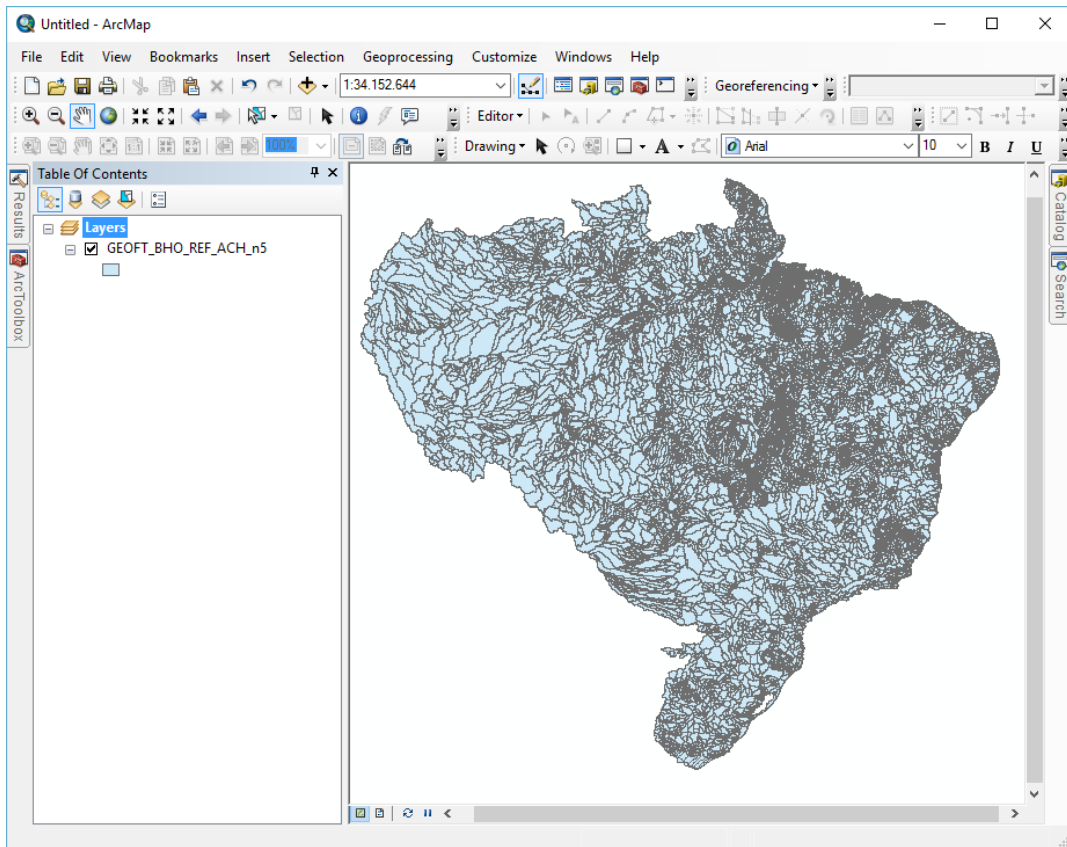 Untitled - ArcMap
File Edit View Bookmarks Insert Selection Geoprocessing Customize Windows Help
1:34.152.644 Georeferencing
Editor
100% Drawing A Arial 10 B I U
Table Of Contents
Results
ArcToolbox
Layers
GEOFT_BHO_REF_ACH_n5
Catalog
Search